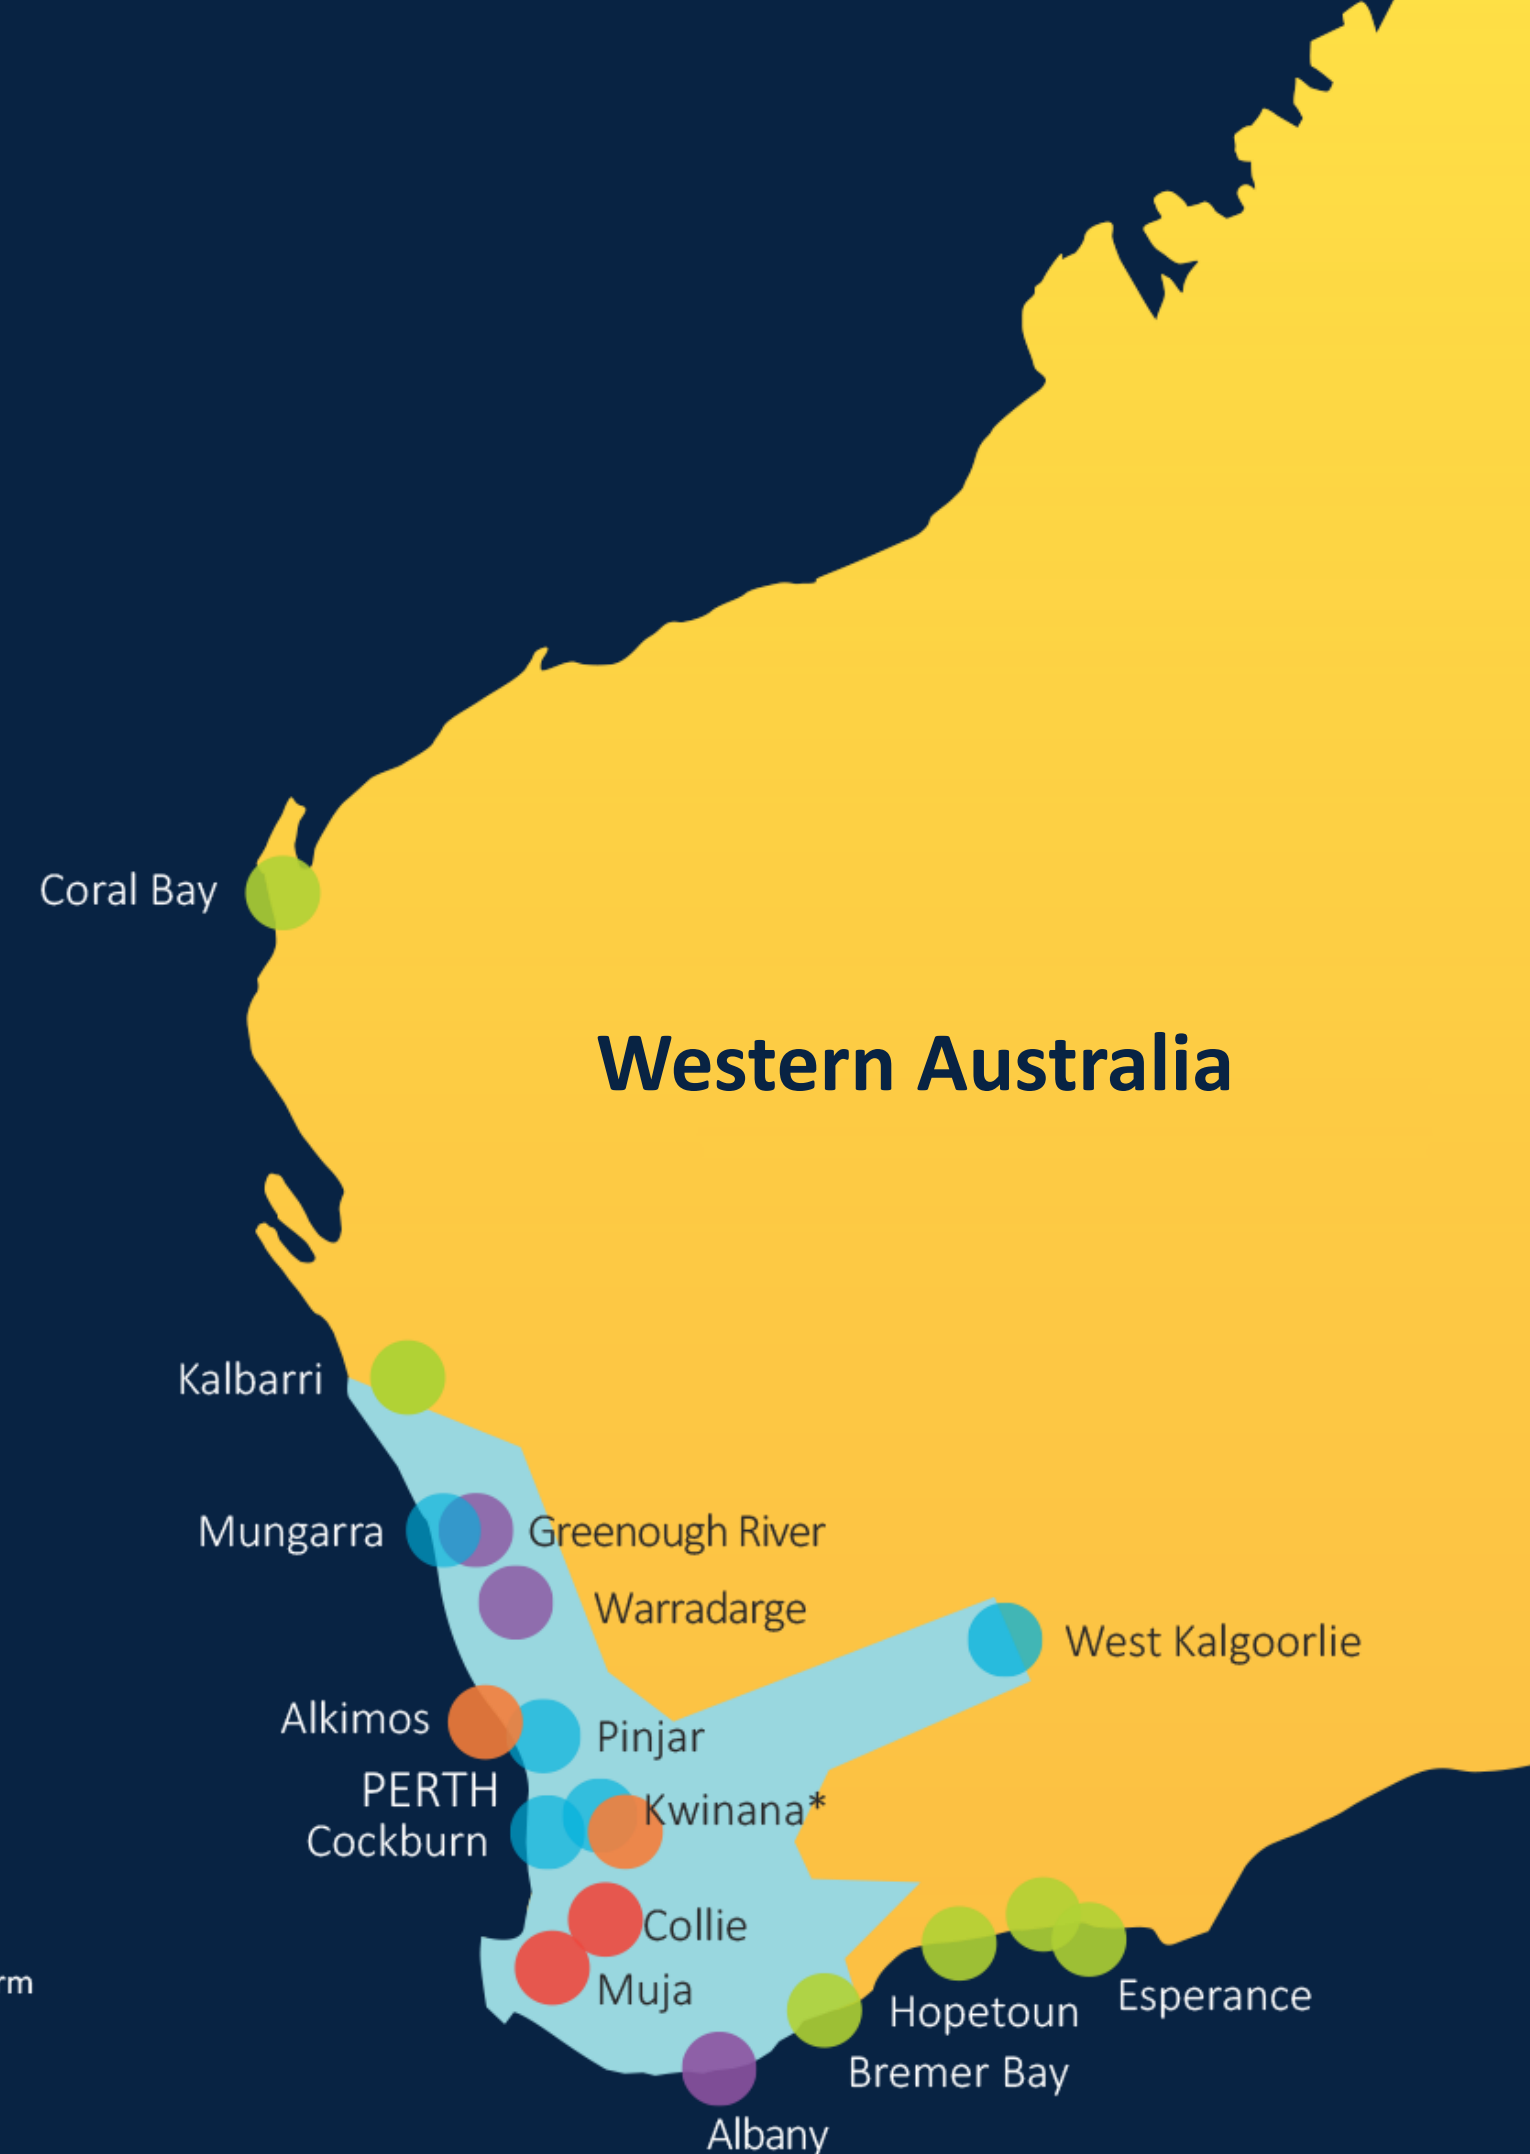 Coral Bay
Western Australia
Kalbarri
Mungarra
Greenough River
Warradarge
West Kalgoorlie
Alkimos
Pinjar
PERTH
Kwinana*
Cockburn
Collie
Muja
rm
Esperance
Hopetoun
Bremer Bay
Albany